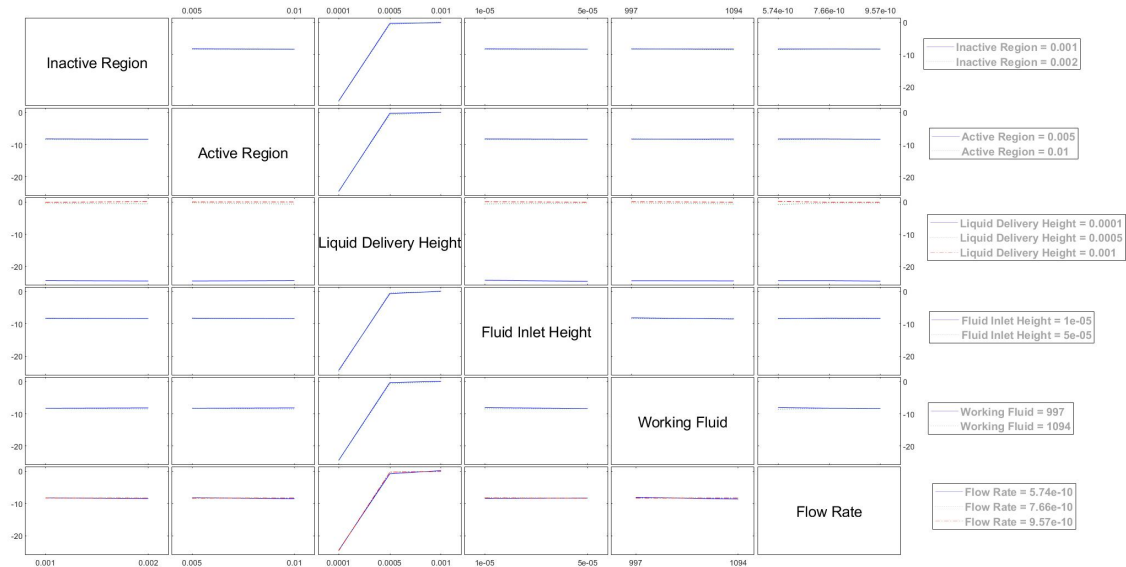 0.005 0.01 0.0001 0.0005 0.001 1e-05 5e-05 997 1094 5.74e-10 7.66e-10 9.57e-10
Inactive Region
0
-10
-20
Inactive Region = 0.001
Inactive Region = 0.002
0
-10
-20
Active Region
0
-10
-20
Active Region = 0.005
Active Region = 0.01
0
-10
-20
Liquid Delivery Height
0
-10
-20
Liquid Delivery Height = 0.0001
Liquid Delivery Height = 0.0005
Liquid Delivery Height = 0.001
0
-10
-20
Fluid Inlet Height
0
-10
-20
Fluid Inlet Height = 1e-05
Fluid Inlet Height = 5e-05
0
-10
-20
Working Fluid
0
-10
-20
Working Fluid = 997
Working Fluid = 1094
0
-10
-20
Flow Rate
0
-10
-20
Flow Rate = 5.74e-10
Flow Rate = 7.66e-10
Flow Rate = 9.57e-10
0.001 0.002 0.005 0.01 0.0001 0.0005 0.001 1e-05 5e-05 997 1094